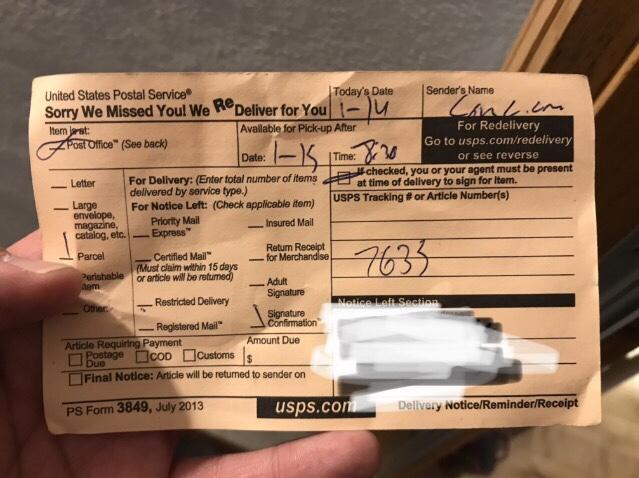 United States Postal Service®
Sorry We Missed You! We Re Deliver for You
Today's Date
1-14
Sender's Name
Item is at:
Post Office™ (See back)
Available for Pick-up After
Date: 1-15
Time: 8:30
For Redelivery
Go to usps.com/redelivery
or see reverse
Letter
Large envelope, magazine, catalog, etc.
Parcel
Perishable Item
Other:
For Delivery: (Enter total number of items delivered by service type.)
For Notice Left: (Check applicable item)
Priority Mail Express™
Certified Mail™
(Must claim within 15 days or article will be returned)
Restricted Delivery
Registered Mail™
Insured Mail
Return Receipt for Merchandise
Adult Signature
Signature Confirmation™
If checked, you or your agent must be present at time of delivery to sign for item.
USPS Tracking # or Article Number(s)
7633
Notice Left Section
Article Requiring Payment
Postage Due
COD
Customs
Amount Due
$
Final Notice: Article will be returned to sender on
PS Form 3849, July 2013
usps.com
Delivery Notice/Reminder/Receipt